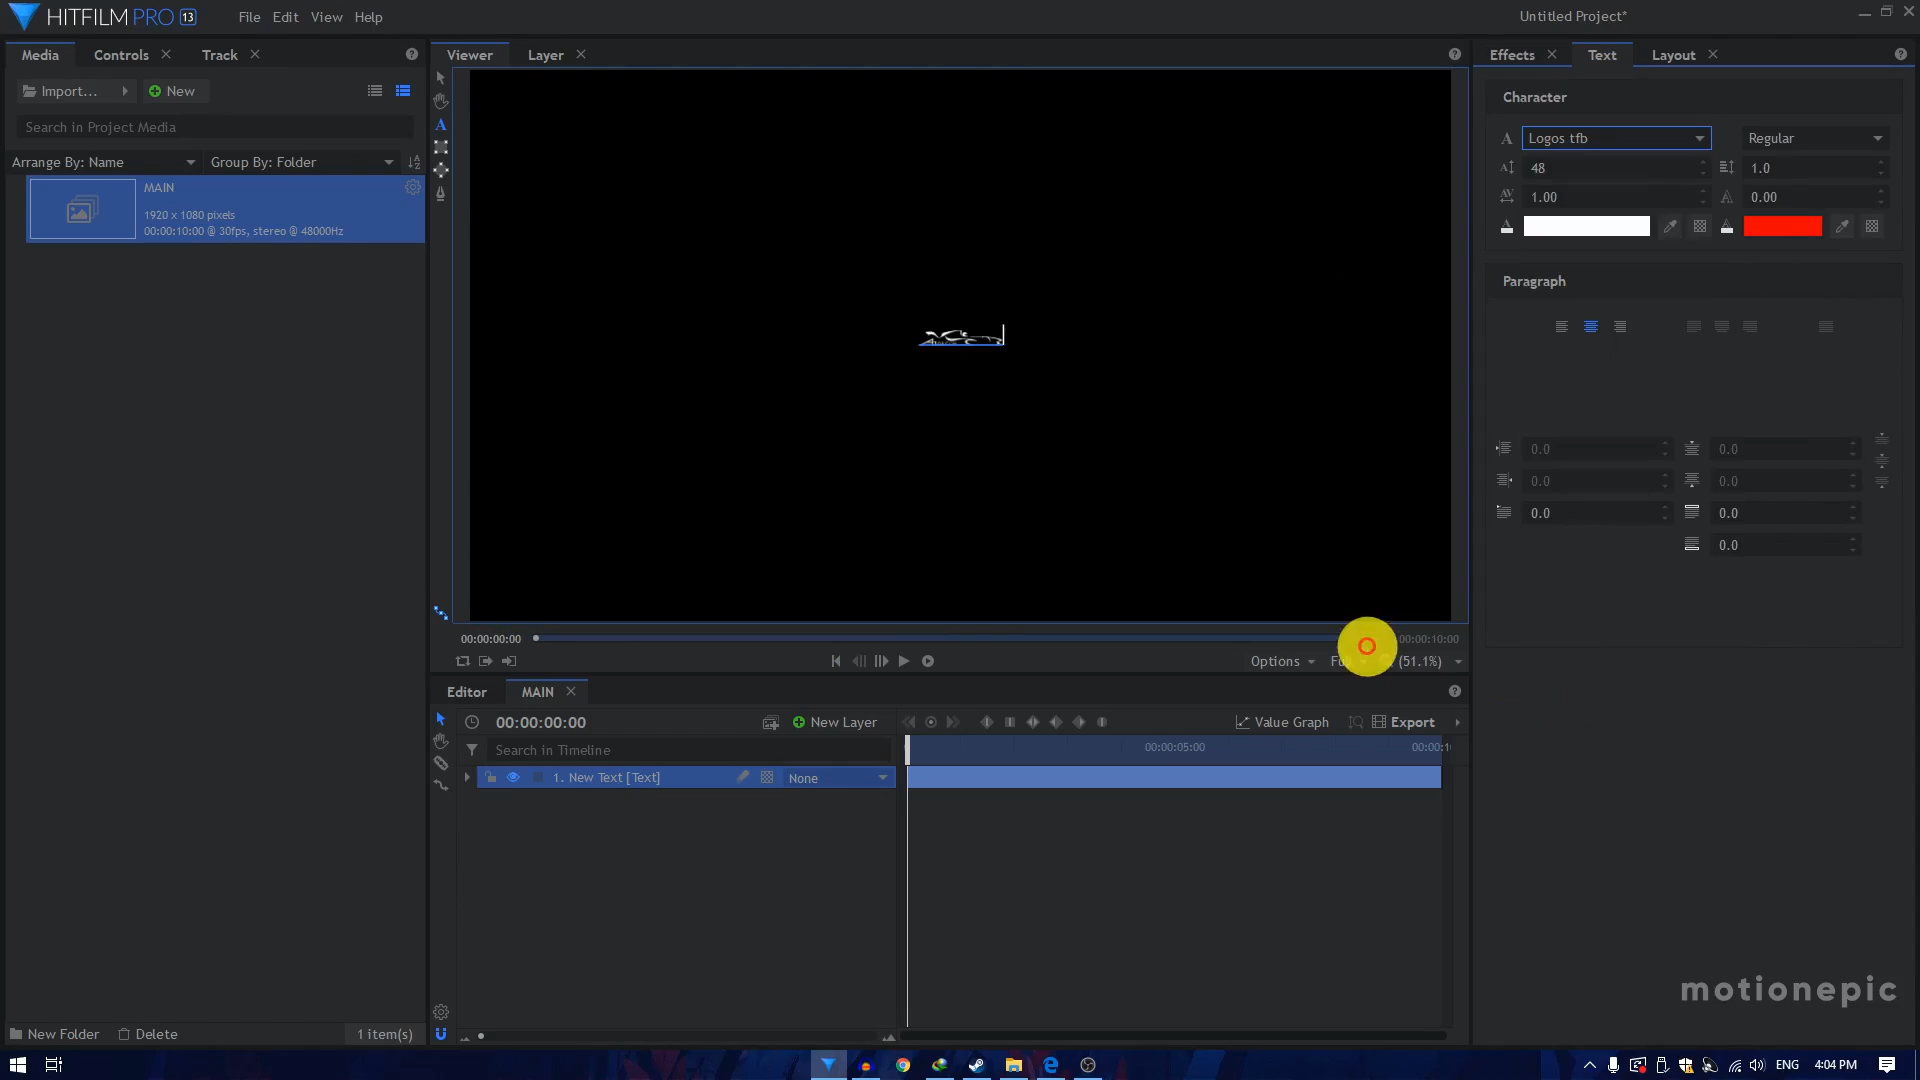 HITFILM PRO 13 File Edit View Help Untitled Project*
Media Controls Track Viewer Layer Effects Text Layout
Import... New
Search in Project Media
Arrange By: Name Group By: Folder
MAIN
1920 x 1080 pixels
00:00:10:00 @ 30fps, stereo @ 48000Hz
Character
Logos tfb Regular
48 1.0
1.00 0.00
Paragraph
0.0 0.0
0.0 0.0
0.0 0.0
0.0
00:00:00:00 00:00:10:00
Options (51.1%)
Editor MAIN
00:00:00:00 New Layer Value Graph Export
Search in Timeline 00:00:05:00
1. New Text [Text] None
motionepic
New Folder Delete 1 item(s)
ENG 4:04 PM